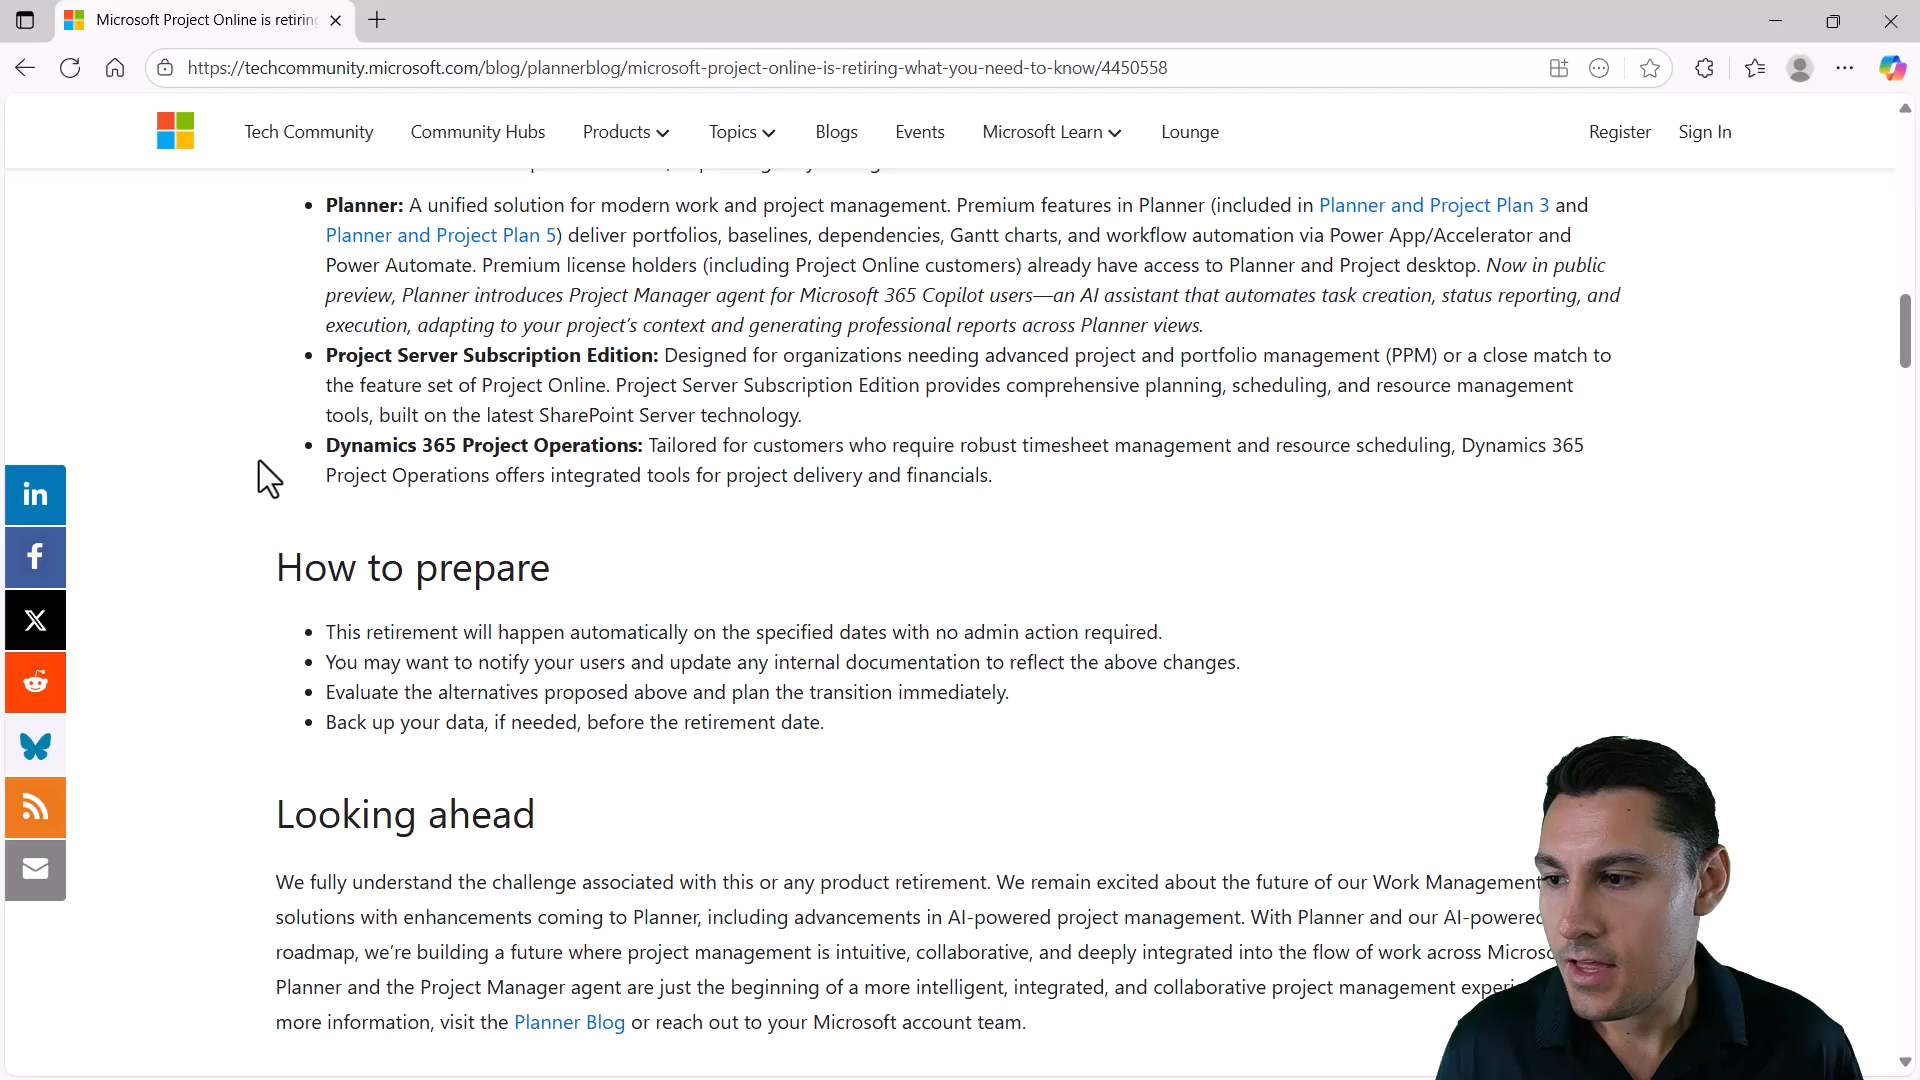 Microsoft Project Online is retirin
https://techcommunity.microsoft.com/blog/plannerblog/microsoft-project-online-is-retiring-what-you-need-to-know/4450558
Tech Community Community Hubs Products Topics Blogs Events Microsoft Learn Lounge Register Sign In
• Planner: A unified solution for modern work and project management. Premium features in Planner (included in Planner and Project Plan 3 and
Planner and Project Plan 5) deliver portfolios, baselines, dependencies, Gantt charts, and workflow automation via Power App/Accelerator and
Power Automate. Premium license holders (including Project Online customers) already have access to Planner and Project desktop. Now in public
preview, Planner introduces Project Manager agent for Microsoft 365 Copilot users—an AI assistant that automates task creation, status reporting, and
execution, adapting to your project's context and generating professional reports across Planner views.
• Project Server Subscription Edition: Designed for organizations needing advanced project and portfolio management (PPM) or a close match to
the feature set of Project Online. Project Server Subscription Edition provides comprehensive planning, scheduling, and resource management
tools, built on the latest SharePoint Server technology.
• Dynamics 365 Project Operations: Tailored for customers who require robust timesheet management and resource scheduling, Dynamics 365
Project Operations offers integrated tools for project delivery and financials.
in
f
X
How to prepare
• This retirement will happen automatically on the specified dates with no admin action required.
• You may want to notify your users and update any internal documentation to reflect the above changes.
• Evaluate the alternatives proposed above and plan the transition immediately.
• Back up your data, if needed, before the retirement date.
Looking ahead
We fully understand the challenge associated with this or any product retirement. We remain excited about the future of our Work Management
solutions with enhancements coming to Planner, including advancements in AI-powered project management. With Planner and our AI-powered
roadmap, we're building a future where project management is intuitive, collaborative, and deeply integrated into the flow of work across
Planner and the Project Manager agent are just the beginning of a more intelligent, integrated, and collaborative project management
more information, visit the Planner Blog or reach out to your Microsoft account team.